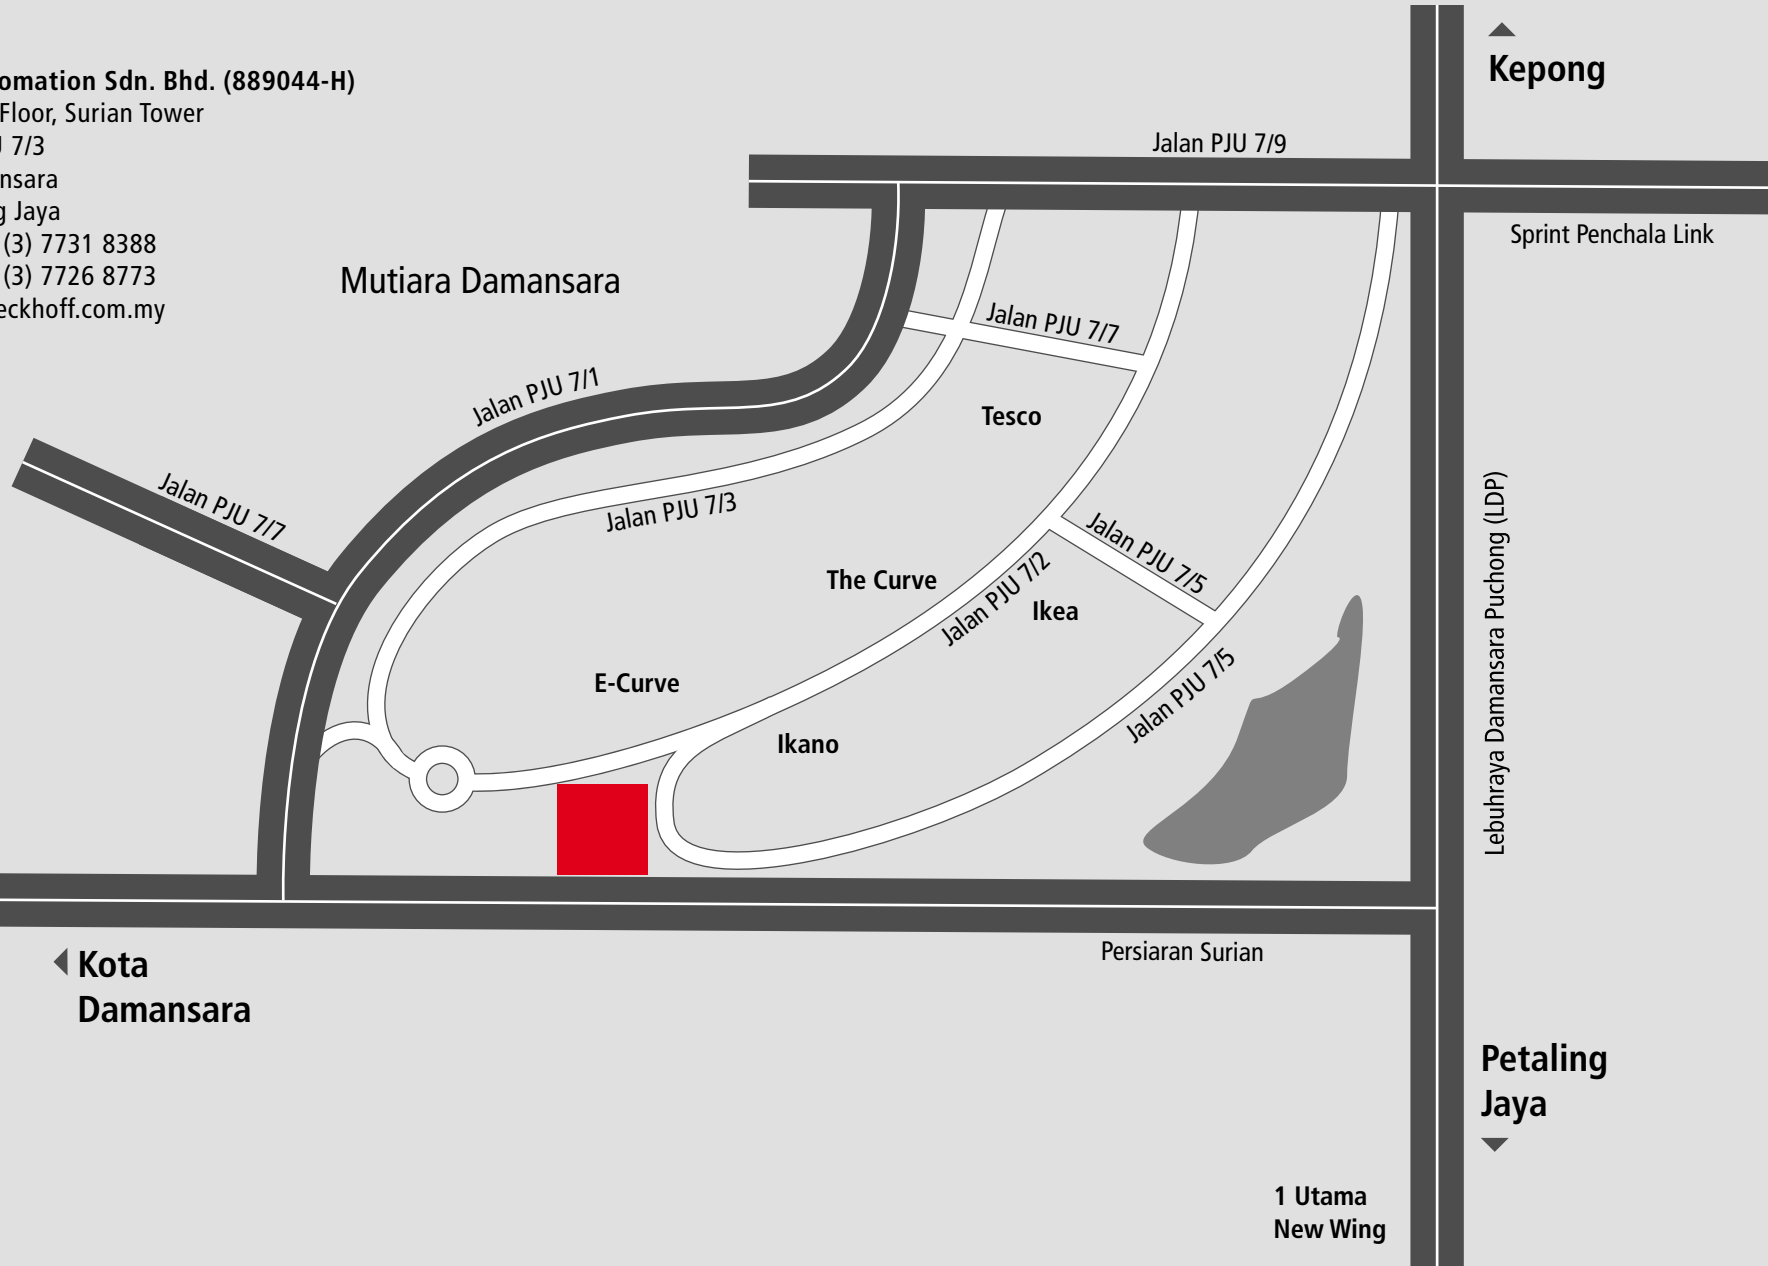 omation Sdn. Bhd. (889044-H)
Floor, Surian Tower
7/3
nsara
g Jaya
(3) 7731 8388
(3) 7726 8773
eckhoff.com.my
Kepong
Jalan PJU 7/9
Sprint Penchala Link
Mutiara Damansara
Jalan PJU 7/7
Jalan PJU 7/1
Tesco
Jalan PJU 7/7
Jalan PJU 7/3
Jalan PJU 7/5
The Curve
Jalan PJU 7/2
Ikea
Lebuhraya Damansara Puchong (LDP)
E-Curve
Jalan PJU 7/5
Ikano
Persiaran Surian
Kota
Damansara
Petaling
Jaya
1 Utama
New Wing